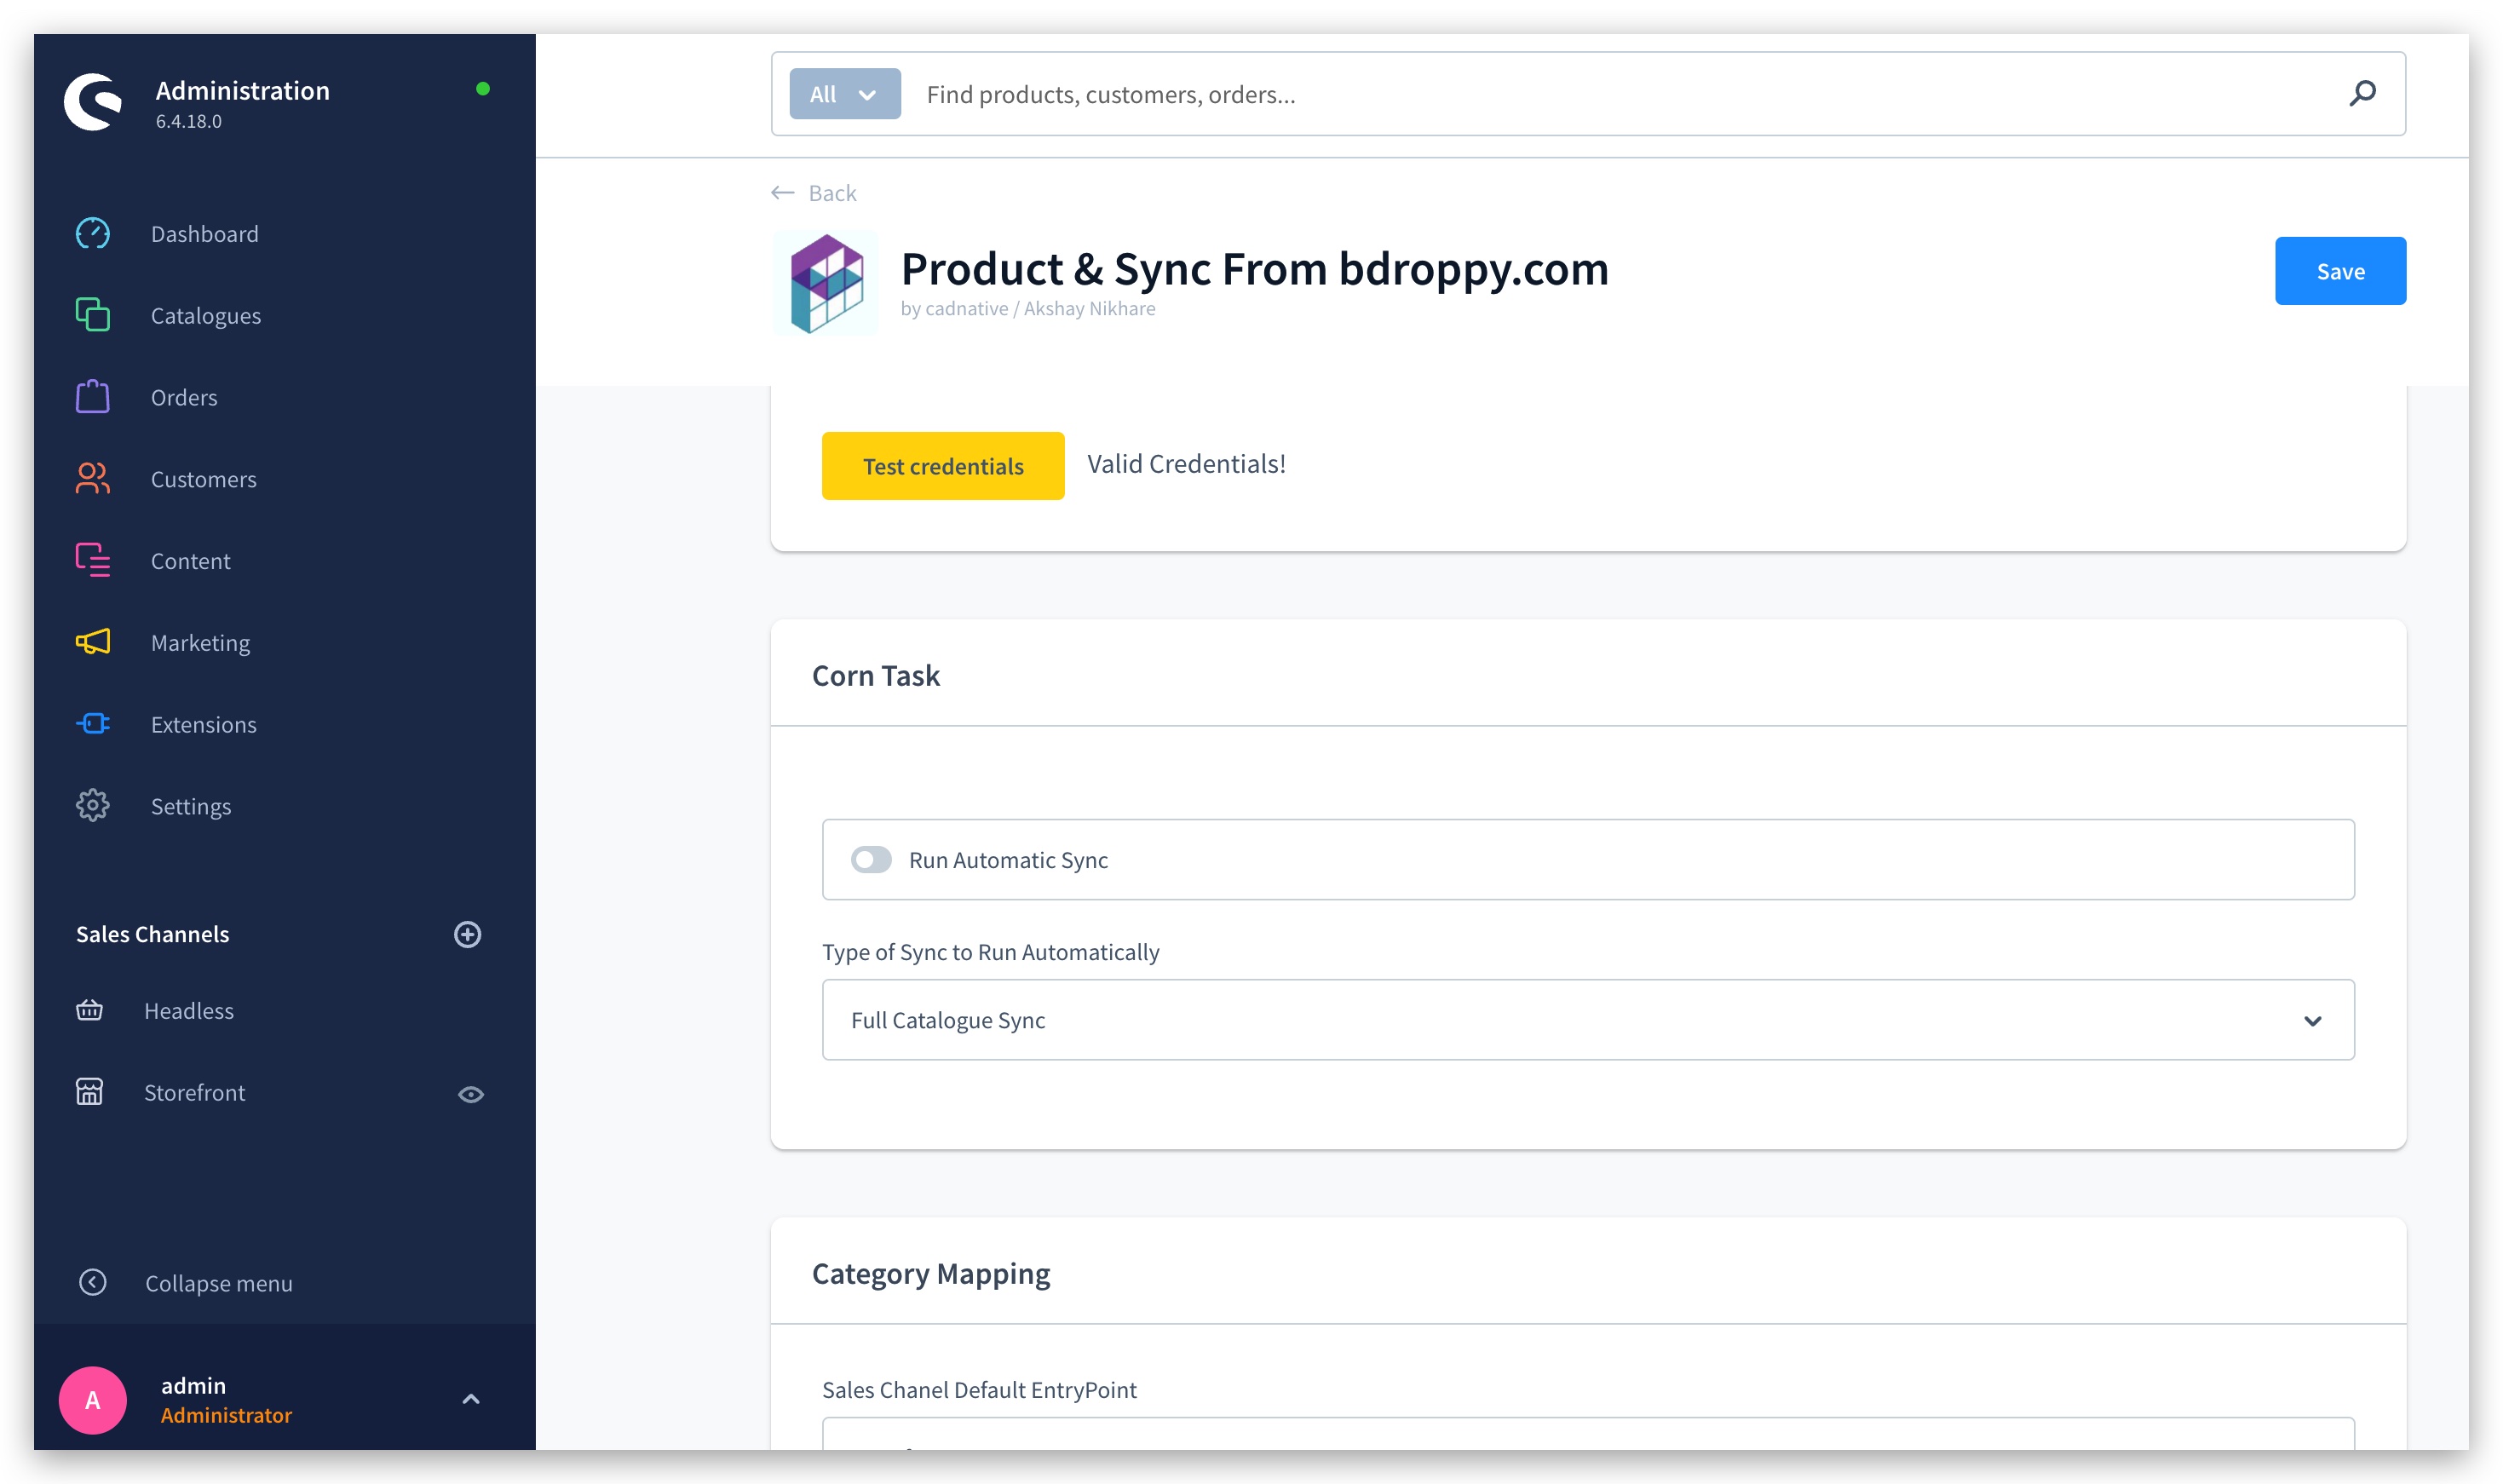 Administration
6.4.18.0
Dashboard
Catalogues
Orders
Customers
Content
Marketing
Extensions
Settings
Sales Channels
Headless
Storefront
Collapse menu
A
admin
Administrator
All
Find products, customers, orders...
Back
Product & Sync From bdroppy.com
by cadnative / Akshay Nikhare
Save
Test credentials
Valid Credentials!
Corn Task
Run Automatic Sync
Type of Sync to Run Automatically
Full Catalogue Sync
Category Mapping
Sales Chanel Default EntryPoint